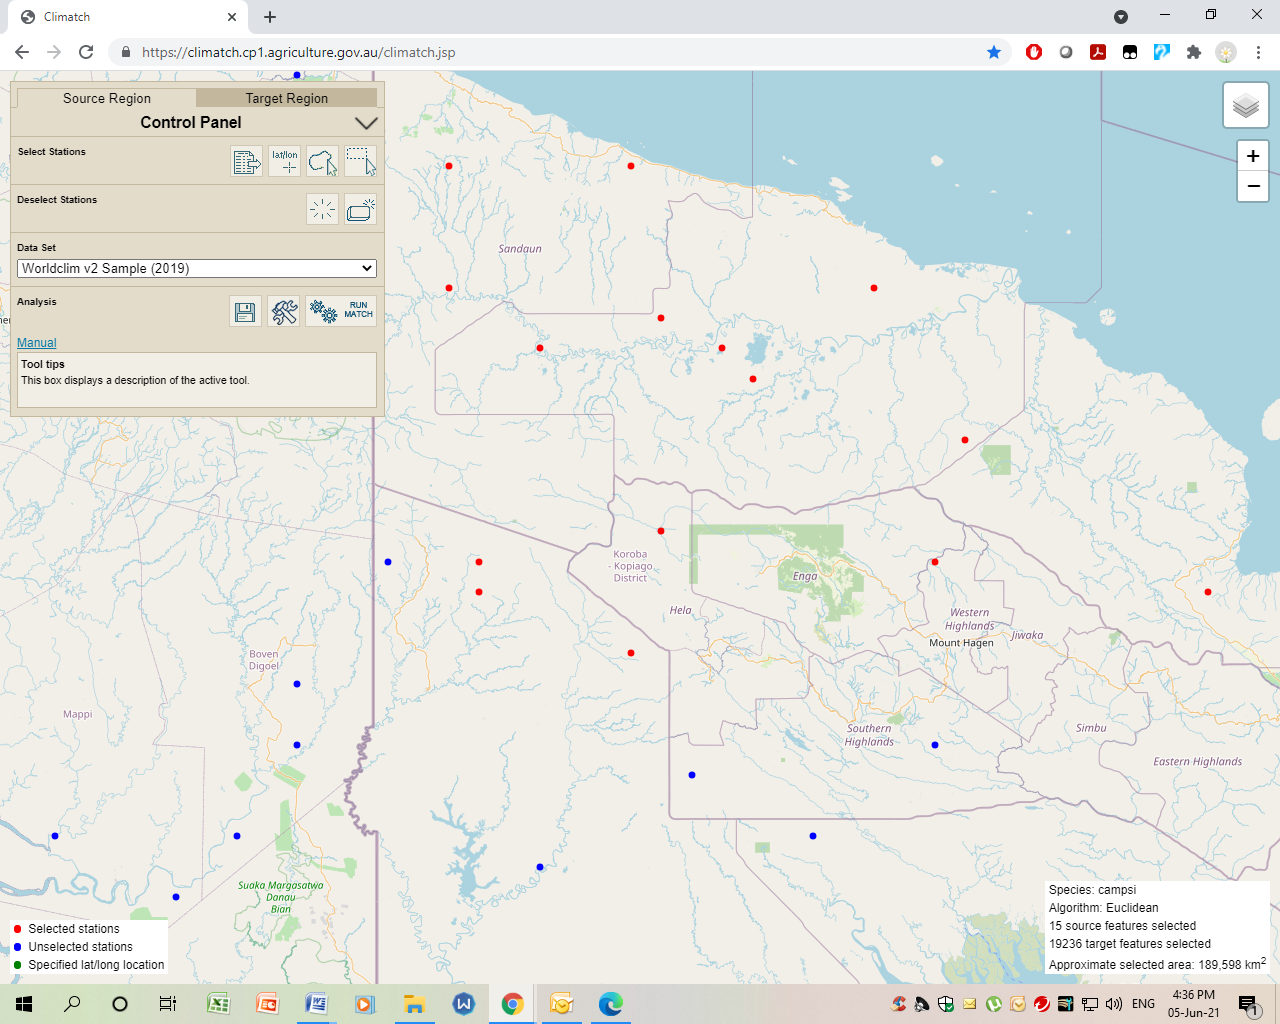 Climatch
https://climatch.cp1.agriculture.gov.au/climatch.jsp
Source Region
Target Region
Control Panel
Select Stations
lat/lon
Deselect Stations
Data Set
Worldclim v2 Sample (2019)
Analysis
RUN
MATCH
Manual
Tool tips
This box displays a description of the active tool.
+
−
Sandaun
Koroba
- Kopiago
District
Enga
Hela
Western
Highlands
Jiwaka
Mount Hagen
Boven
Digoel
Mappi
Southern
Highlands
Simbu
Eastern Highlands
Suaka Margasatwa
Danau
Bian
Selected stations
Unselected stations
Specified lat/long location
Species: campsi
Algorithm: Euclidean
15 source features selected
19236 target features selected
Approximate selected area: 189,598 km2
ENG
4:36 PM
05-Jun-21
1